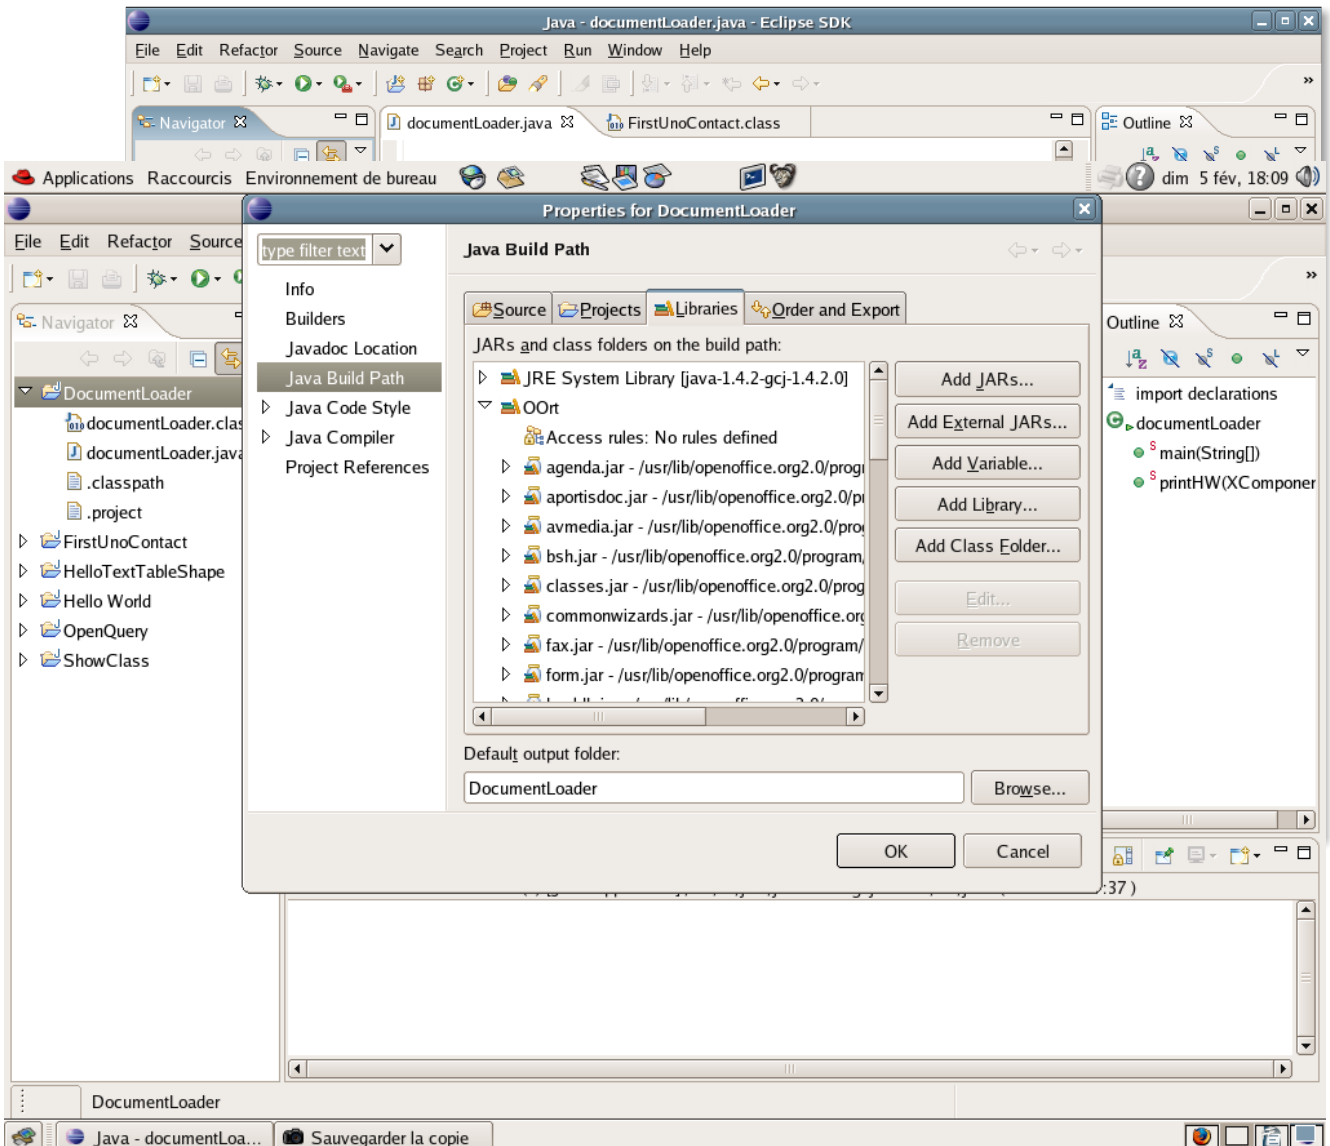 Java - documentLoader.java - Eclipse SDK
File Edit Refactor Source Navigate Search Project Run Window Help
Navigator
documentLoader.java
FirstUnoContact.class
Outline
Applications Raccourcis Environnement de bureau
dim 5 fév, 18:09
Properties for DocumentLoader
File Edit Refactor Source
type filter text
Java Build Path
Info
Builders
Javadoc Location
Java Build Path
Java Code Style
Java Compiler
Project References
Source Projects Libraries Order and Export
JARs and class folders on the build path:
JRE System Library [java-1.4.2-gcj-1.4.2.0]
OOrt
Access rules: No rules defined
agenda.jar - /usr/lib/openoffice.org2.0/progr
aportisdoc.jar - /usr/lib/openoffice.org2.0/p
avmedia.jar - /usr/lib/openoffice.org2.0/pro
bsh.jar - /usr/lib/openoffice.org2.0/program/
classes.jar - /usr/lib/openoffice.org2.0/prog
commonwizards.jar - /usr/lib/openoffice.org
fax.jar - /usr/lib/openoffice.org2.0/program/
form.jar - /usr/lib/openoffice.org2.0/program
Add JARs...
Add External JARs...
Add Variable...
Add Library...
Add Class Folder...
Edit...
Remove
Default output folder:
DocumentLoader
Browse...
OK
Cancel
Navigator
DocumentLoader
documentLoader.clas
documentLoader.java
.classpath
.project
FirstUnoContact
HelloTextTableShape
Hello World
OpenQuery
ShowClass
Outline
import declarations
documentLoader
main(String[])
printHW(XComponen
:37 )
DocumentLoader
Java - documentLoa...
Sauvegarder la copie